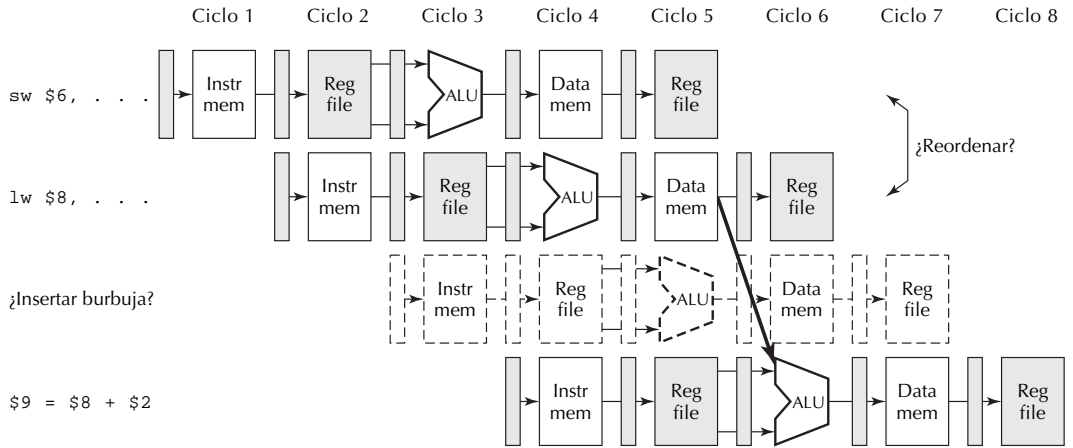 Ciclo 1 Ciclo 2 Ciclo 3 Ciclo 4 Ciclo 5 Ciclo 6 Ciclo 7 Ciclo 8
sw $6, . . .
Instr
mem
Reg
file
ALU
Data
mem
Reg
file
¿Reordenar?
lw $8, . . .
Instr
mem
Reg
file
ALU
Data
mem
Reg
file
¿Insertar burbuja?
Instr
mem
Reg
file
ALU
Data
mem
Reg
file
$9 = $8 + $2
Instr
mem
Reg
file
ALU
Data
mem
Reg
file